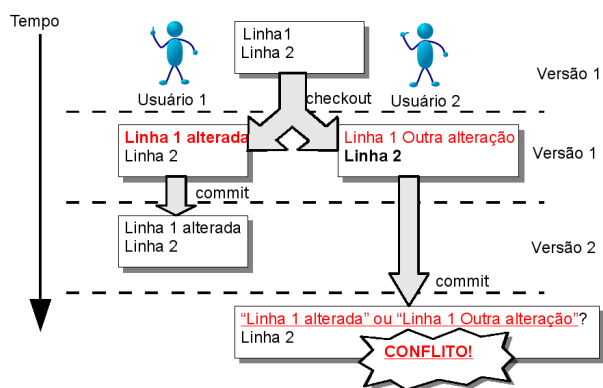 Tempo
Linha1
Linha 2
Usuário 1
Usuário 2
Versão 1
checkout
Linha 1 alterada
Linha 2
Linha 1 Outra alteração
Linha 2
Versão 1
commit
Linha 1 alterada
Linha 2
Versão 2
commit
“Linha 1 alterada” ou “Linha 1 Outra alteração”?
Linha 2
CONFLITO!